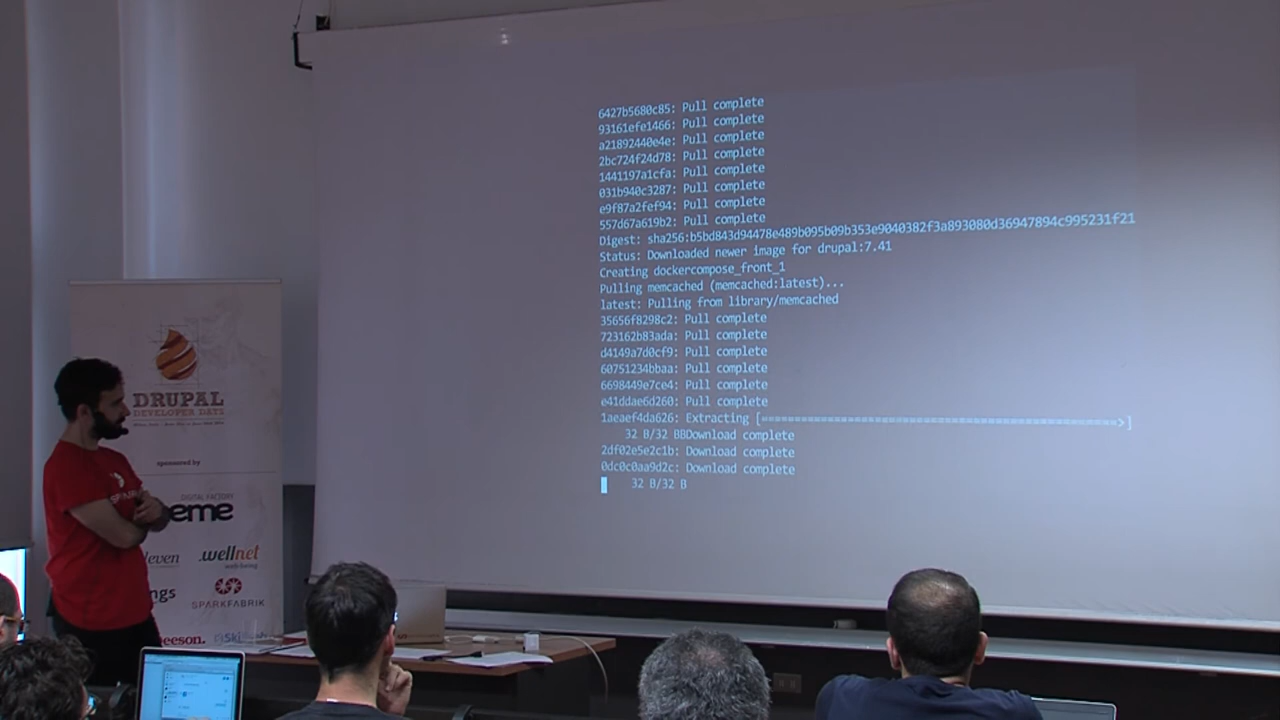 6427b5680c85: Pull complete
93161efe1466: Pull complete
a21892440e4e: Pull complete
2bc724f24d78: Pull complete
1441197a1cfa: Pull complete
031b940c3287: Pull complete
e9f87a2fef94: Pull complete
557d67a619b2: Pull complete
Digest: sha256:b5bd843d94478e489b095b09b353e9040382f3a893080d36947894c995231f21
Status: Downloaded newer image for drupal:7.41
Creating dockercompose_front_1
Pulling memcached (memcached:latest)...
latest: Pulling from library/memcached
35656f8298c2: Pull complete
723162b83ada: Pull complete
d4149a7d0cf9: Pull complete
60751234bbaa: Pull complete
6698449e7ce4: Pull complete
e41ddae6d260: Pull complete
1aeaef4da626: Extracting [==================================================>]
32 B/32 BBDownload complete
2df02e5e2c1b: Download complete
0dc0c0aa9d2c: Download complete
32 B/32 B
DRUPAL
DEVELOPER DAYS
sponsored by
DIGITAL FACTORY
eme
leven
.wellnet
ngs
SPARKFABRIK
eeson.